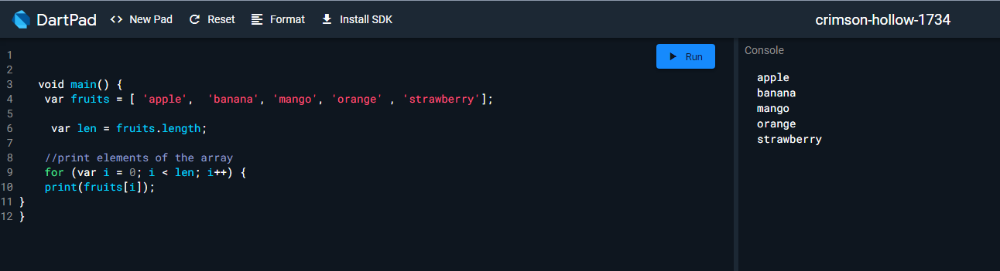 DartPad <> New Pad Reset Format Install SDK crimson-hollow-1734
Run
Console
1
2
3 void main() {
4 var fruits = [ 'apple',  'banana', 'mango', 'orange' , 'strawberry'];
5
6 var len = fruits.length;
7
8 //print elements of the array
9 for (var i = 0; i < len; i++) {
10 print(fruits[i]);
11 }
12 }
apple
banana
mango
orange
strawberry